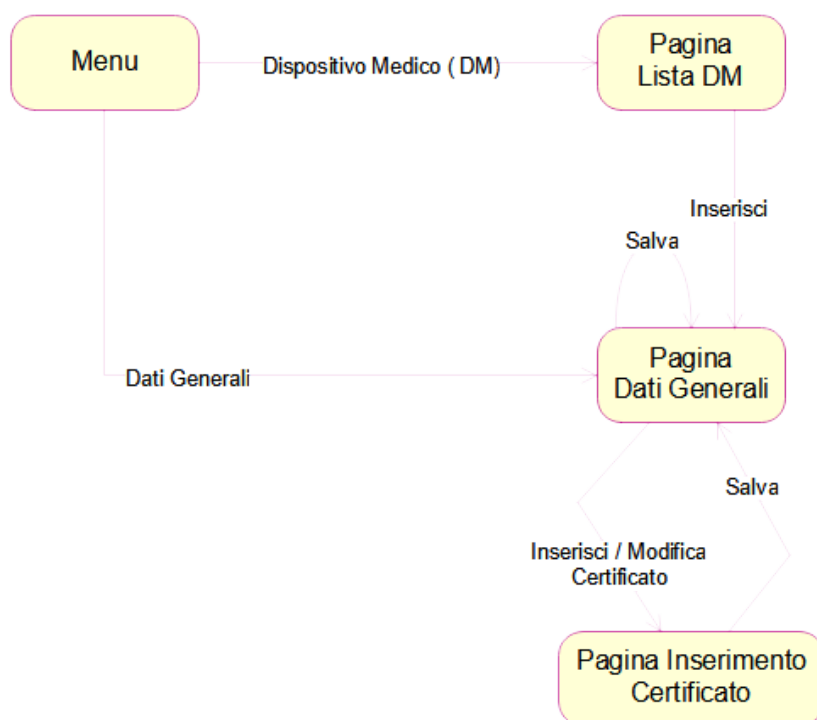 Menu
Dispositivo Medico ( DM)
Pagina
Lista DM
Inserisci
Salva
Dati Generali
Pagina
Dati Generali
Salva
Inserisci / Modifica
Certificato
Pagina Inserimento
Certificato